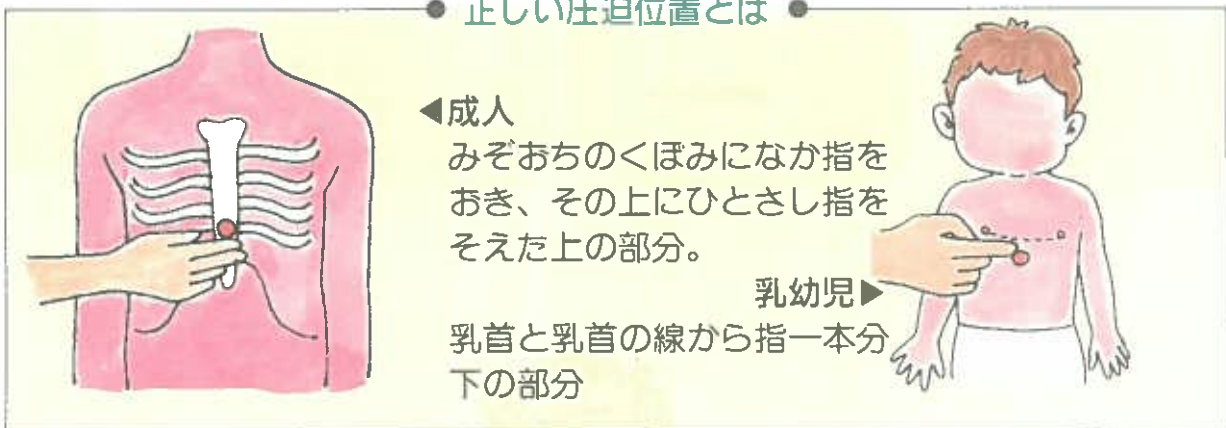 正しい圧迫位置とは
◀成人
みぞおちのくぼみになか指を
おき、その上にひとさし指を
そえた上の部分。
乳幼児▶
乳首と乳首の線から指一本分
下の部分